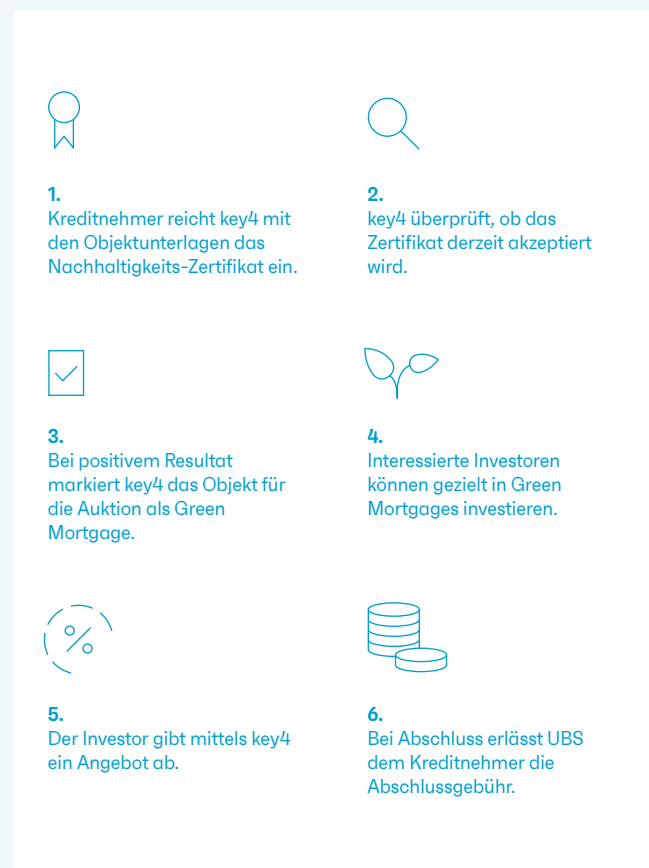 1.
Kreditnehmer reicht key4 mit
den Objektunterlagen das
Nachhaltigkeits-Zertifikat ein.
2.
key4 überprüft, ob das
Zertifikat derzeit akzeptiert
wird.
3.
Bei positivem Resultat
markiert key4 das Objekt für
die Auktion als Green
Mortgage.
4.
Interessierte Investoren
können gezielt in Green
Mortgages investieren.
5.
Der Investor gibt mittels key4
ein Angebot ab.
6.
Bei Abschluss erlässt UBS
dem Kreditnehmer die
Abschlussgebühr.